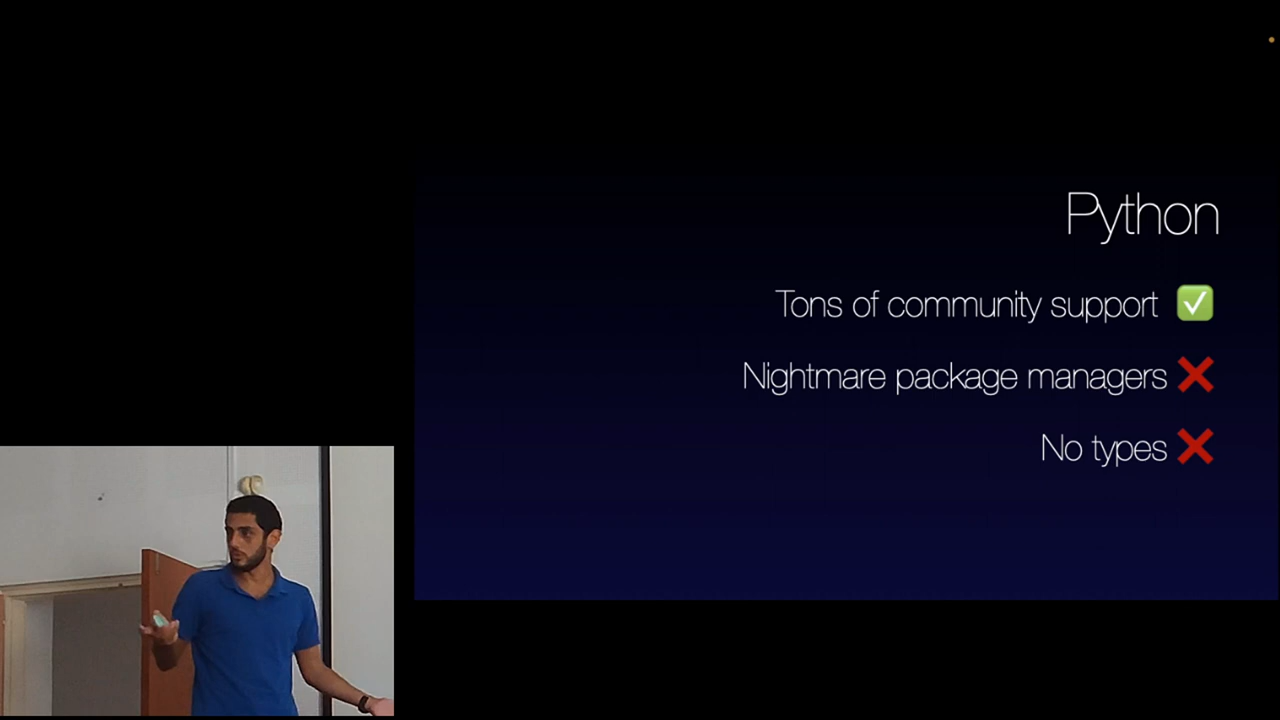 Python
Tons of community support ✅
Nightmare package managers ❌
No types ❌